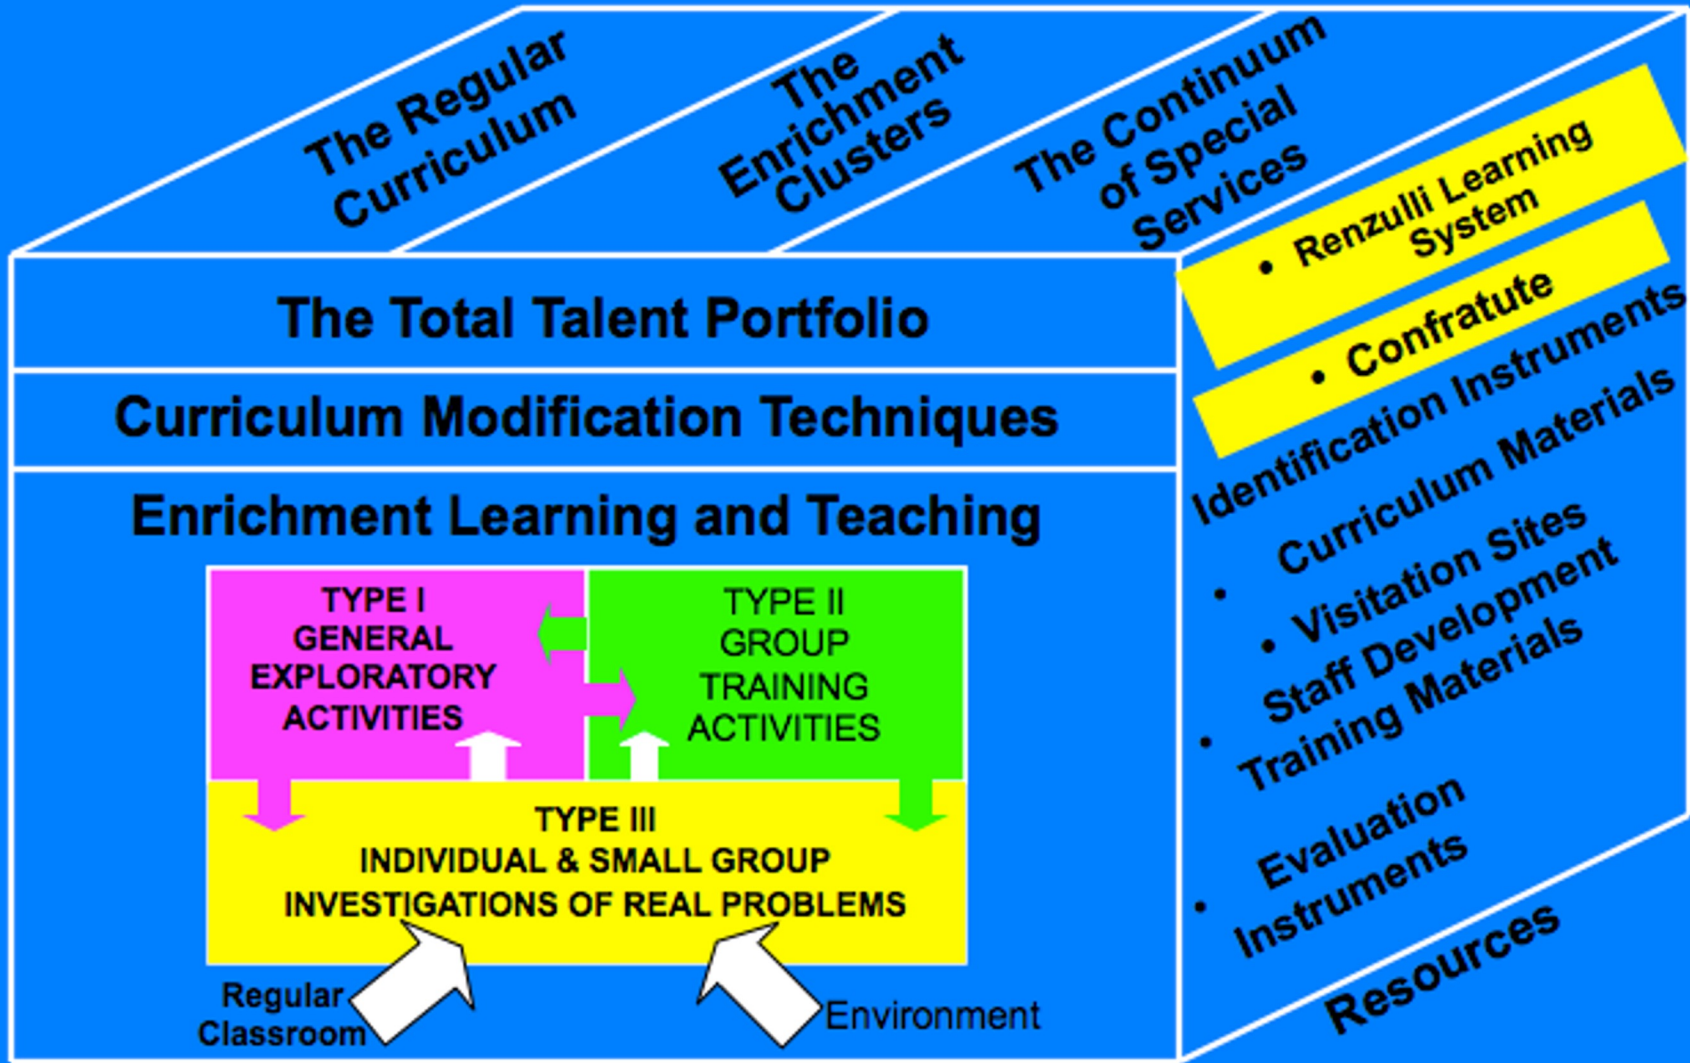 The Regular
Curriculum
The
Enrichment
Clusters
The Continuum
of Special
Services
The Total Talent Portfolio
Curriculum Modification Techniques
Enrichment Learning and Teaching
TYPE I
GENERAL
EXPLORATORY
ACTIVITIES
TYPE II
GROUP
TRAINING
ACTIVITIES
TYPE III
INDIVIDUAL & SMALL GROUP
INVESTIGATIONS OF REAL PROBLEMS
Regular
Classroom
Environment
• Renzulli Learning
System
• Confratute
Identification Instruments
• Curriculum Materials
• Visitation Sites
• Staff Development
Training Materials
• Evaluation
Instruments
Resources